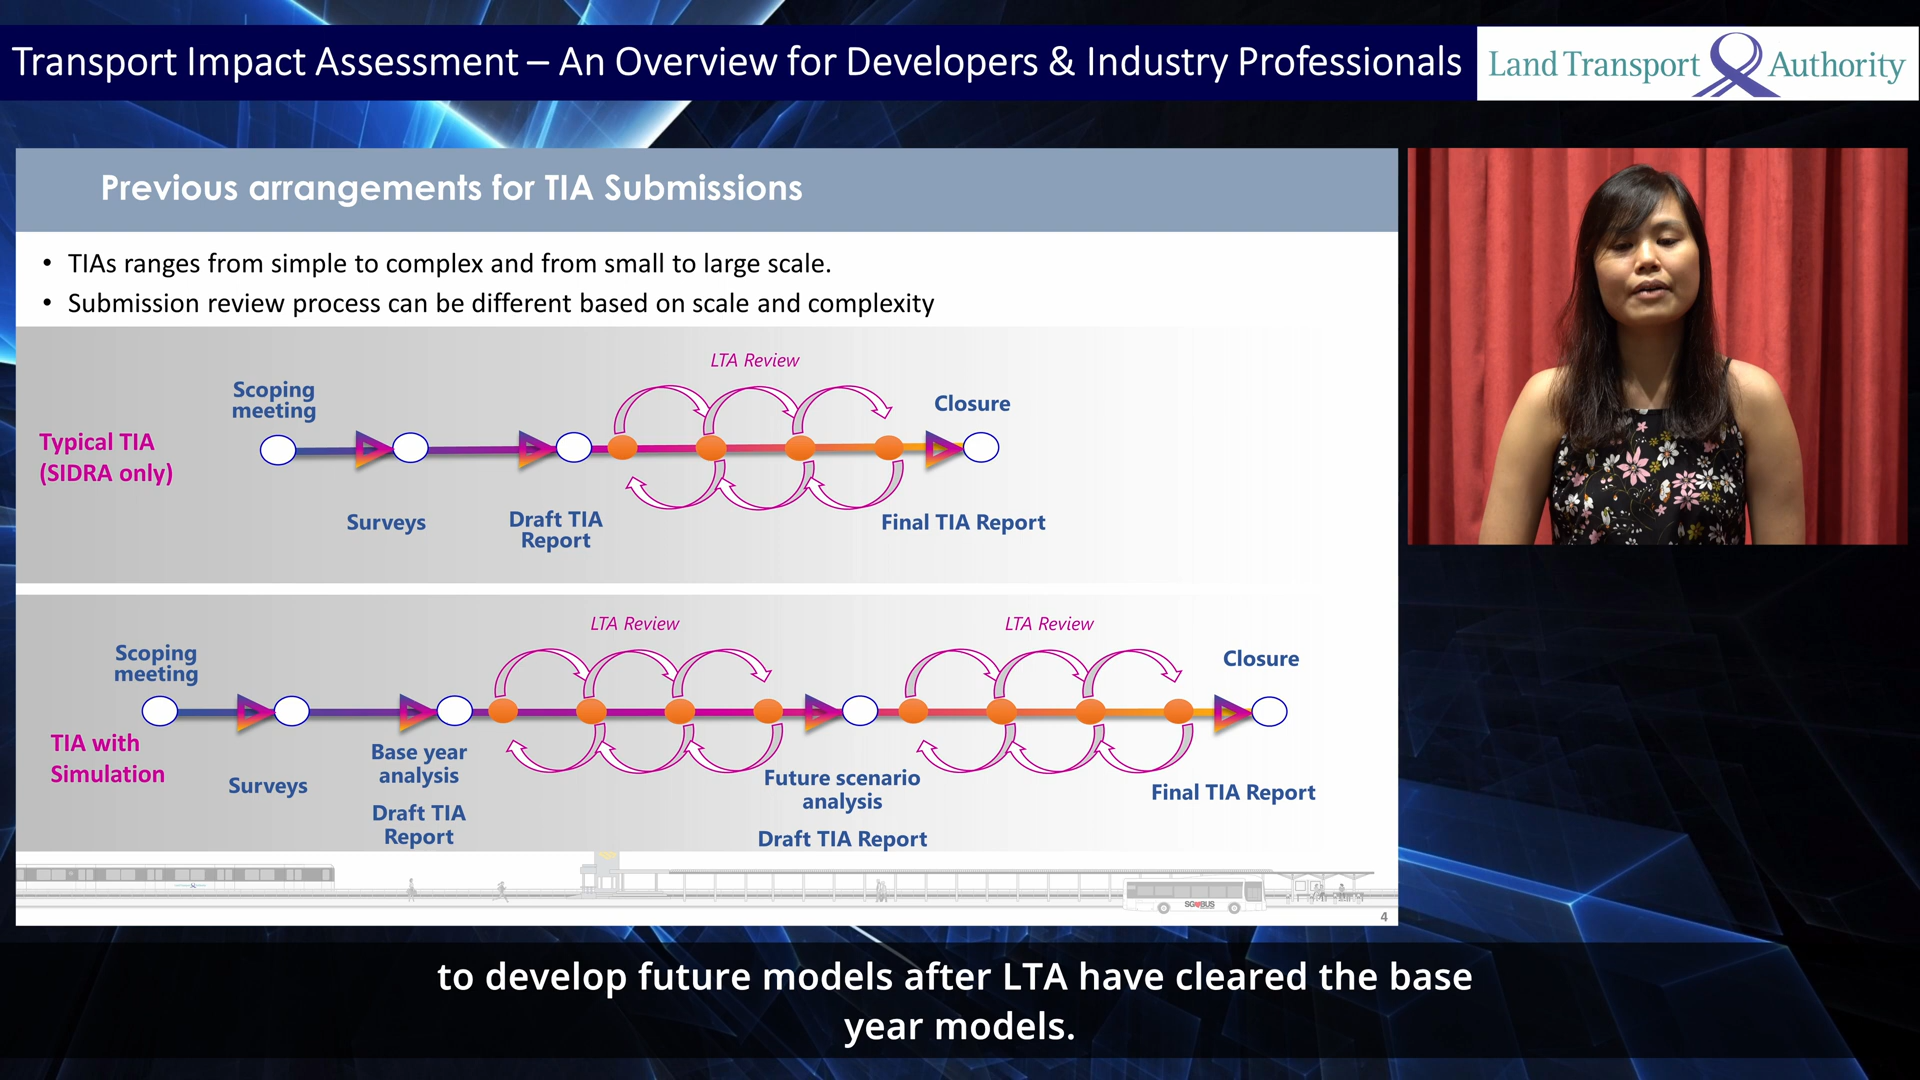 Transport Impact Assessment – An Overview for Developers & Industry Professionals
Land Transport Authority
Previous arrangements for TIA Submissions
• TIAs ranges from simple to complex and from small to large scale.
• Submission review process can be different based on scale and complexity
LTA Review
Scoping
meeting
Closure
Typical TIA
(SIDRA only)
Surveys
Draft TIA
Report
Final TIA Report
LTA Review
LTA Review
Scoping
meeting
Closure
TIA with
Simulation
Surveys
Base year
analysis
Draft TIA
Report
Future scenario
analysis
Draft TIA Report
Final TIA Report
SG♥BUS
4
to develop future models after LTA have cleared the base
year models.